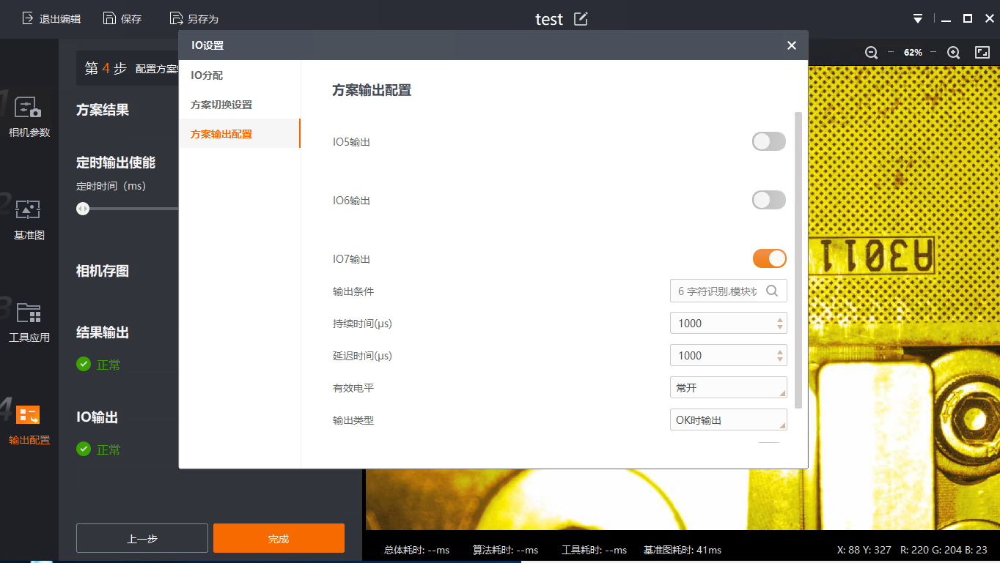 退出编辑 保存 另存为 test
IO设置
62%
第 4 步 配置方案
IO分配
方案切换设置
方案输出配置
方案输出配置
1
相机参数
2
基准图
3
工具应用
4
输出配置
方案结果
定时输出使能
定时时间（ms）
相机存图
结果输出
正常
IO输出
正常
IO5输出
IO6输出
IO7输出
输出条件 6 字符识别.模块
持续时间(μs) 1000
延迟时间(μs) 1000
有效电平 常开
输出类型 OK时输出
A3011
上一步 完成
总体耗时: --ms 算法耗时: --ms 工具耗时: --ms 基准图耗时: 41ms X: 88 Y: 327 R: 220 G: 204 B: 23